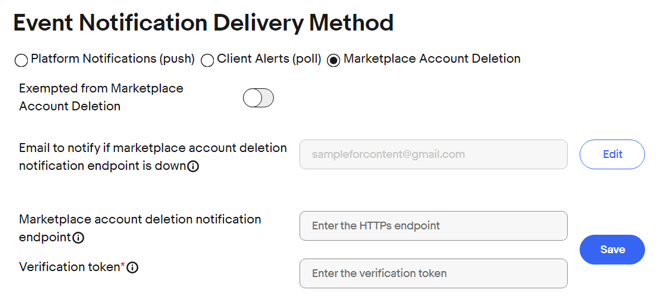 Event Notification Delivery Method
Platform Notifications (push) Client Alerts (poll) Marketplace Account Deletion
Exempted from Marketplace
Account Deletion
Email to notify if marketplace account deletion
notification endpoint is down
sampleforcontent@gmail.com
Edit
Marketplace account deletion notification
endpoint
Enter the HTTPs endpoint
Save
Verification token*
Enter the verification token